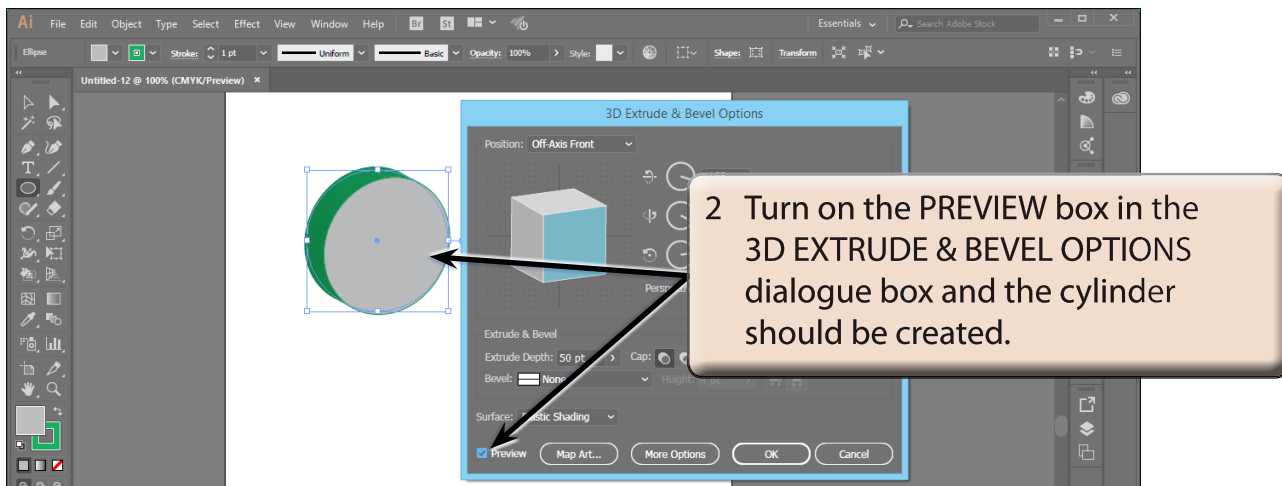 Ai File Edit Object Type Select Effect View Window Help Br St Essentials Search Adobe Stock
Ellipse Stroke: 1 pt Uniform Basic Opacity: 100% Style: Shape: Transform
Untitled-12 @ 100% (CMYK/Preview) ×
3D Extrude & Bevel Options
Position: Off-Axis Front
2 Turn on the PREVIEW box in the
3D EXTRUDE & BEVEL OPTIONS
dialogue box and the cylinder
should be created.
Extrude & Bevel
Extrude Depth: 50 pt Cap:
Bevel: None Height: 4 pt
Surface: Shading
Preview Map Art... More Options OK Cancel